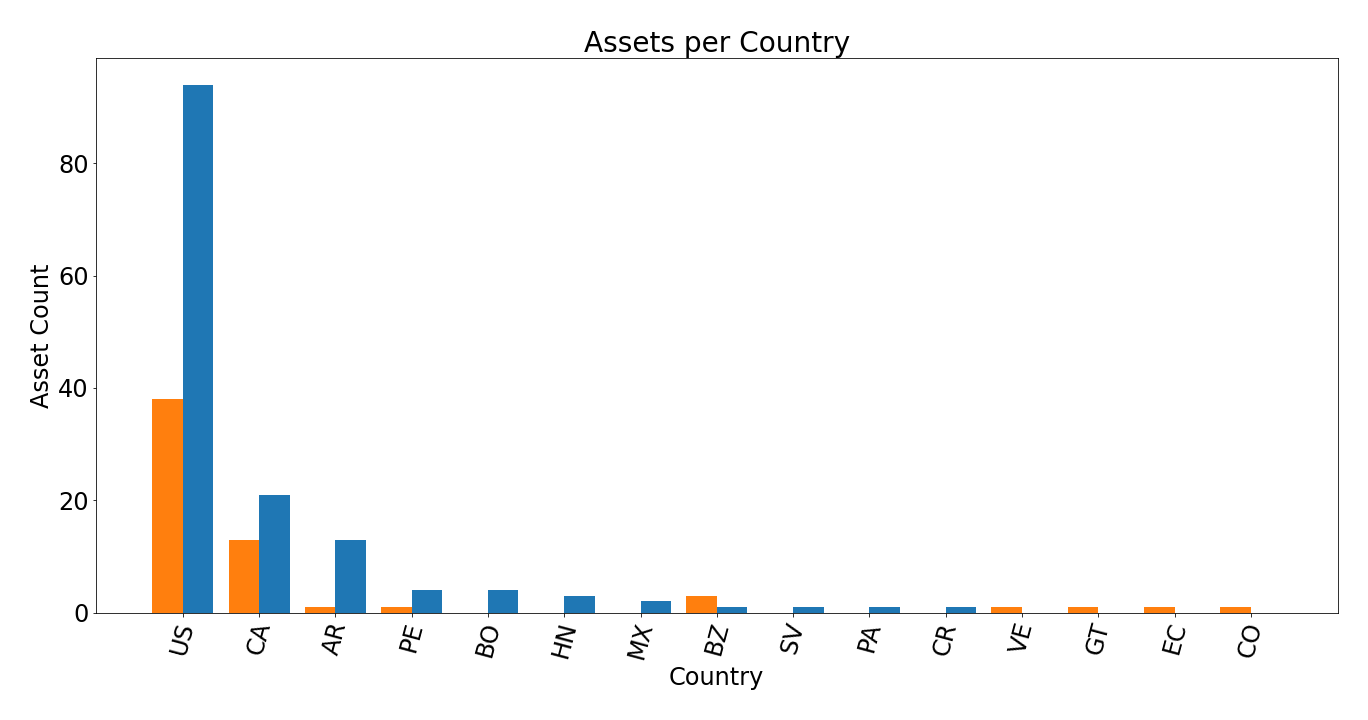 Assets per Country
Asset Count
80
60
40
20
0
US CA AR PE BO HN MX BZ SV PA CR VE GT EC CO
Country